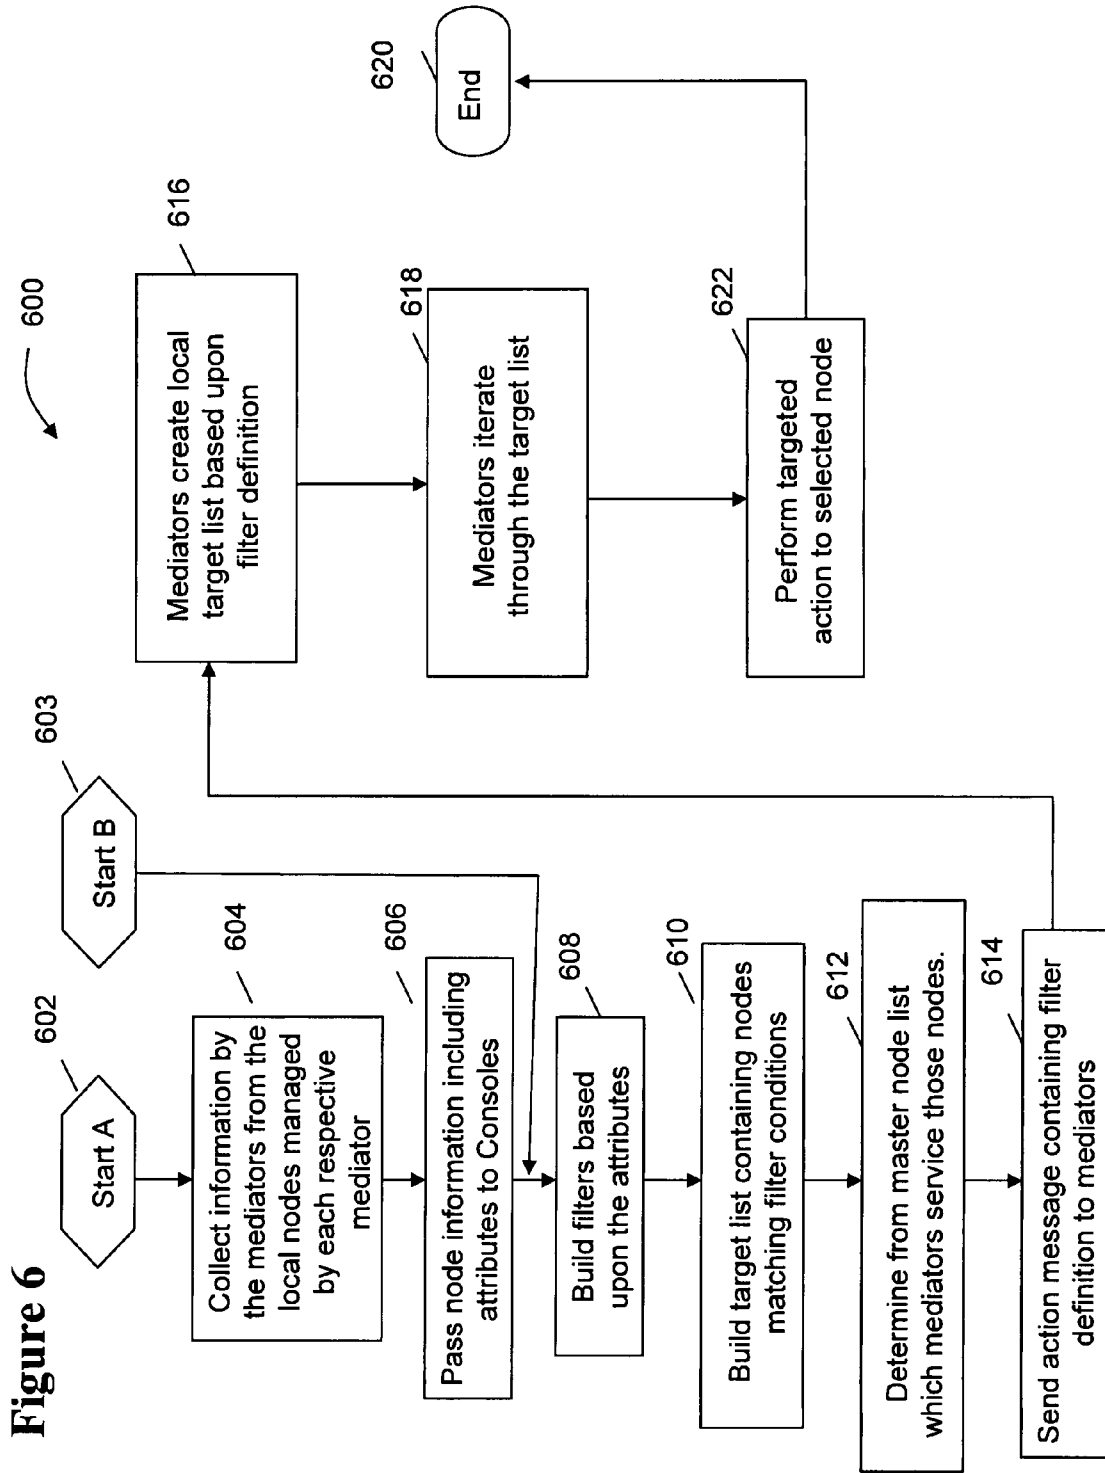 Figure 6
600
602
Start A
603
Start B
604
Collect information by
the mediators from the
local nodes managed
by each respective
mediator
606
Pass node information including
attributes to Consoles
608
Build filters based
upon the attributes
610
Build target list containing nodes
matching filter conditions
612
Determine from master node list
which mediators service those nodes.
614
Send action message containing filter
definition to mediators
616
Mediators create local
target list based upon
filter definition
618
Mediators iterate
through the target list
622
Perform targeted
action to selected node
620
End